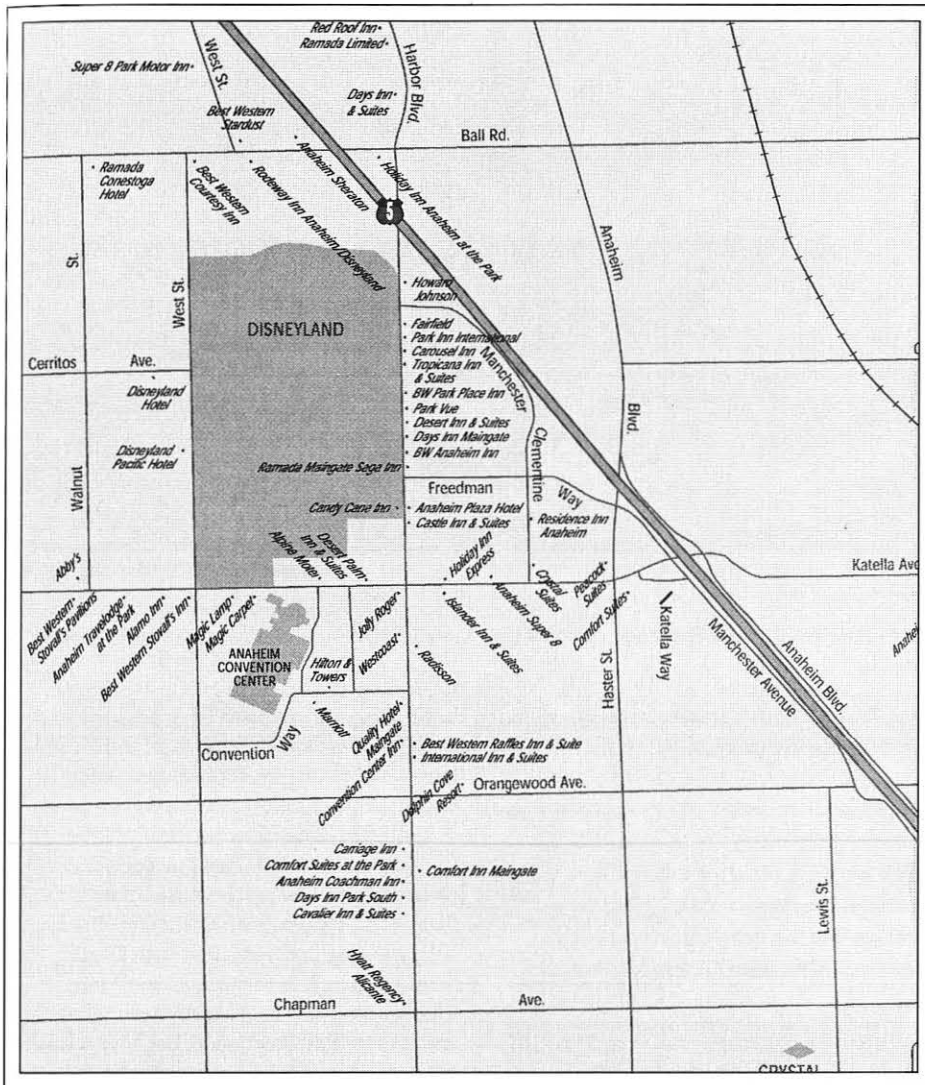 Red Roof Inn
Ramada Limited
West St.
Harbor Blvd.
Super 8 Park Motor Inn
Days Inn
& Suites
Best Western
Stardust
Ball Rd.
Ramada
Conestoga
Hotel
Best Western
Courtesy Inn
Rodeway Inn Anaheim/Disneyland
Anaheim Sheraton
Holiday Inn Anaheim at the Park
5
Anaheim
St.
West St.
Howard
Johnson
DISNEYLAND
Fairfield
Park Inn International
Carousel Inn
Tropicana Inn
& Suites
Manchester
Cerritos
Ave.
Disneyland
Hotel
BW Park Place Inn
Park Vue
Desert Inn & Suites
Days Inn Maingate
BW Anaheim Inn
Blvd.
Clementine
Disneyland
Pacific Hotel
Walnut
Ramada Maingate Saga Inn
Freedman
Way
Candy Cane Inn
Anaheim Plaza Hotel
Castle Inn & Suites
Residence Inn
Anaheim
Abby's
Alpine Motel
Desert Palm
Inn & Suites
Holiday Inn
Express
Crystal
Suites
Peacock
Suites
Katella Ave
Best Western
Stovall's Pavilions
Anaheim Travelodge
at the Park
Alamo Inn
Best Western Stovall's Inn
Magic Lamp
Magic Carpet
Jolly Roger
Islander Inn & Suites
Anaheim Super 8
Comfort Suites
Katella Way
Anaheim
ANAHEIM
CONVENTION
CENTER
Hilton &
Towers
Westcoast
Radisson
Haster St.
Manchester Avenue
Anaheim Blvd.
Marriott
Quality Hotel
Maingate
Convention Center Inn
Convention
Way
Best Western Raffles Inn & Suite
International Inn & Suites
Dolphin Cove
Resort
Orangewood Ave.
Carriage Inn
Comfort Suites at the Park
Anaheim Coachman Inn
Days Inn Park South
Cavalier Inn & Suites
Comfort Inn Maingate
Lewis St.
Hyatt Regency
Alicante
Chapman
Ave.
CRYSTAL